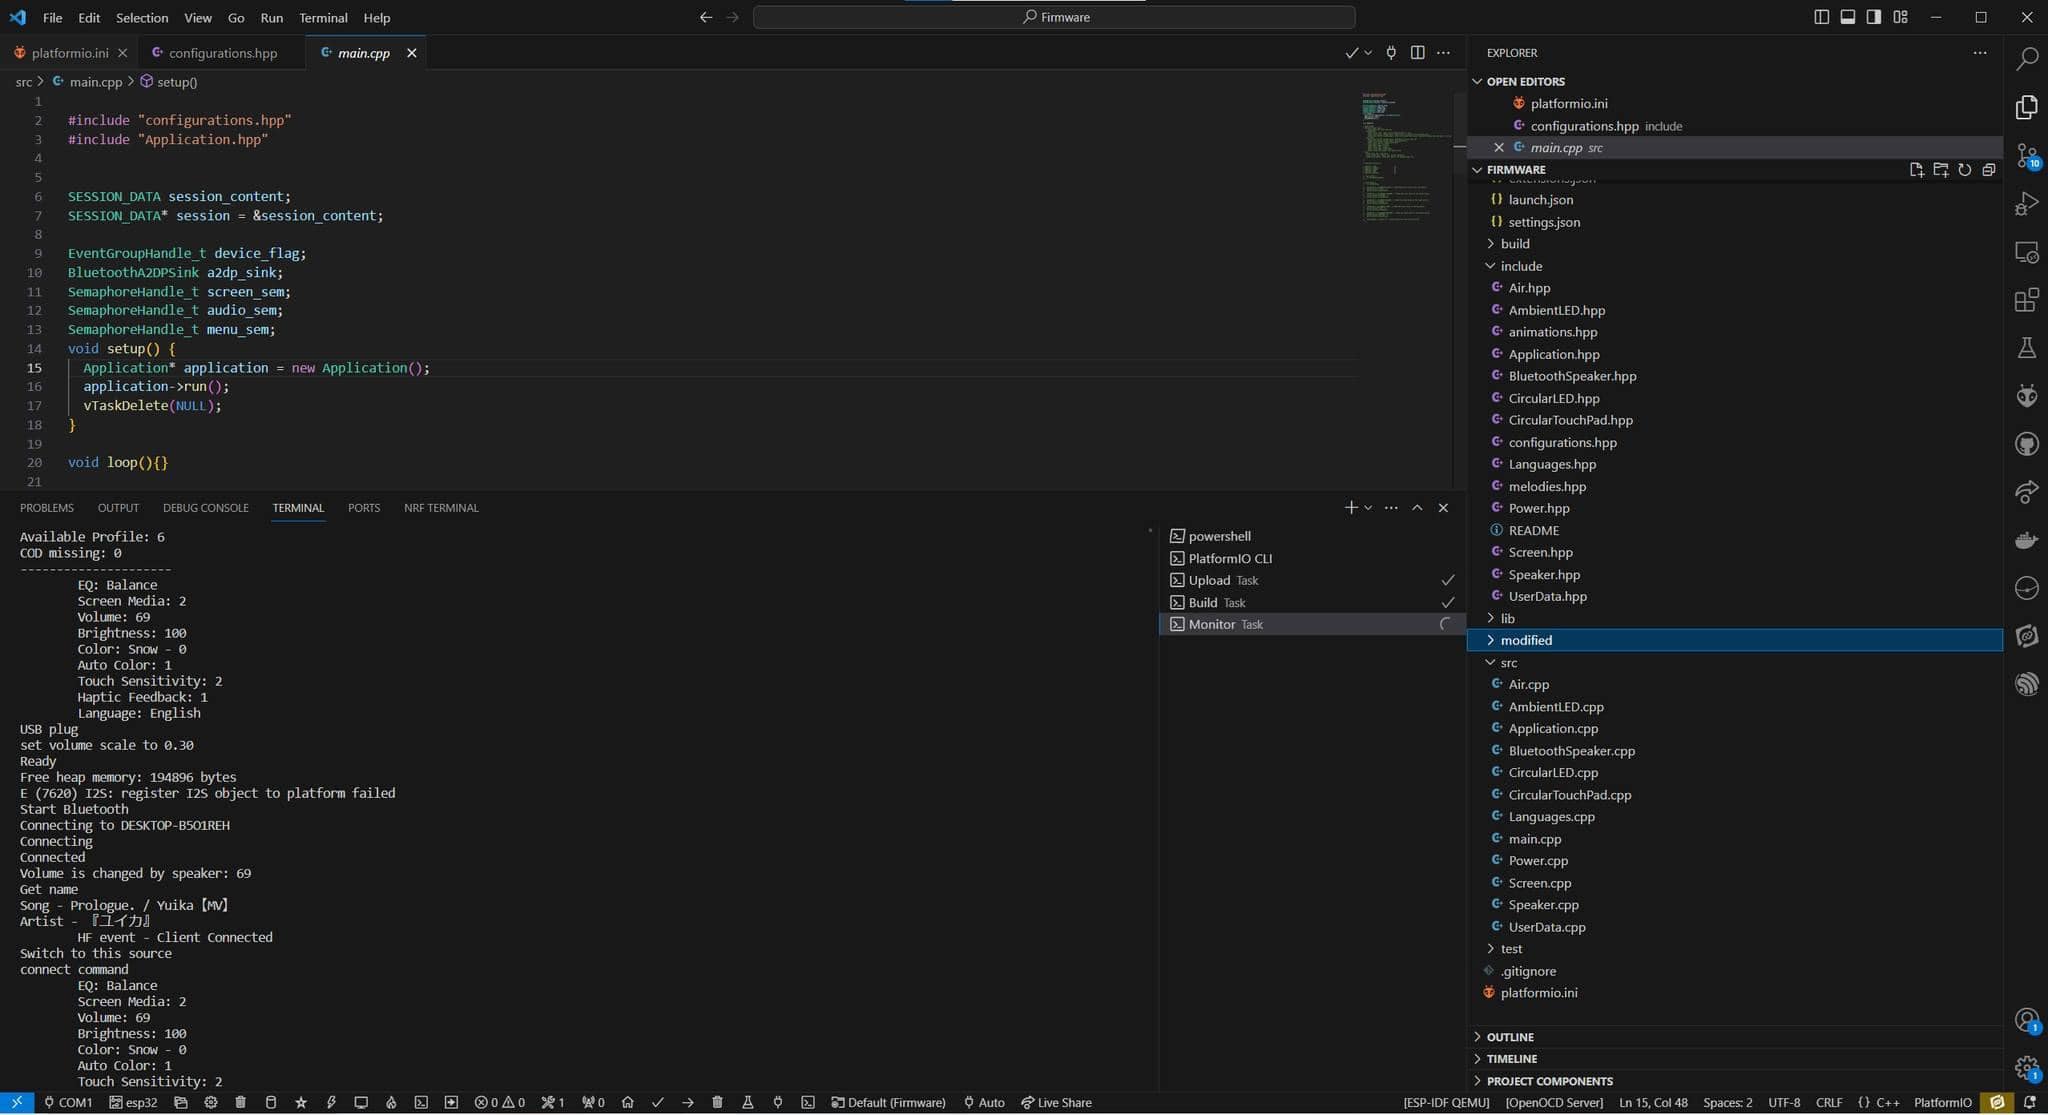 File Edit Selection View Go Run Terminal Help
Firmware
platformio.ini
configurations.hpp
main.cpp
src > main.cpp > setup()
1
2 #include "configurations.hpp"
3 #include "Application.hpp"
4
5
6 SESSION_DATA session_content;
7 SESSION_DATA* session = &session_content;
8
9 EventGroupHandle_t device_flag;
10 BluetoothA2DPSink a2dp_sink;
11 SemaphoreHandle_t screen_sem;
12 SemaphoreHandle_t audio_sem;
13 SemaphoreHandle_t menu_sem;
14 void setup() {
15 Application* application = new Application();
16 application->run();
17 vTaskDelete(NULL);
18 }
19
20 void loop(){}
21
PROBLEMS OUTPUT DEBUG CONSOLE TERMINAL PORTS NRF TERMINAL
Available Profile: 6
COD missing: 0
---------------------
EQ: Balance
Screen Media: 2
Volume: 69
Brightness: 100
Color: Snow - 0
Auto Color: 1
Touch Sensitivity: 2
Haptic Feedback: 1
Language: English
USB plug
set volume scale to 0.30
Ready
Free heap memory: 194896 bytes
E (7620) I2S: register I2S object to platform failed
Start Bluetooth
Connecting to DESKTOP-B5O1REH
Connecting
Connected
Volume is changed by speaker: 69
Get name
Song - Prologue. / Yuika【MV】
Artist - 『ユイカ』
HF event - Client Connected
Switch to this source
connect command
EQ: Balance
Screen Media: 2
Volume: 69
Brightness: 100
Color: Snow - 0
Auto Color: 1
Touch Sensitivity: 2
powershell
PlatformIO CLI
Upload Task
Build Task
Monitor Task
EXPLORER
OPEN EDITORS
platformio.ini
configurations.hpp include
main.cpp src
FIRMWARE
extensions.json
launch.json
settings.json
build
include
Air.hpp
AmbientLED.hpp
animations.hpp
Application.hpp
BluetoothSpeaker.hpp
CircularLED.hpp
CircularTouchPad.hpp
configurations.hpp
Languages.hpp
melodies.hpp
Power.hpp
README
Screen.hpp
Speaker.hpp
UserData.hpp
lib
modified
src
Air.cpp
AmbientLED.cpp
Application.cpp
BluetoothSpeaker.cpp
CircularLED.cpp
CircularTouchPad.cpp
Languages.cpp
main.cpp
Power.cpp
Screen.cpp
Speaker.cpp
UserData.cpp
test
.gitignore
platformio.ini
OUTLINE
TIMELINE
PROJECT COMPONENTS
10
1
1
COM1 esp32 0 0 1 0 Default (Firmware) Auto Live Share [ESP-IDF QEMU] [OpenOCD Server] Ln 15, Col 48 Spaces: 2 UTF-8 CRLF {} C++ PlatformIO